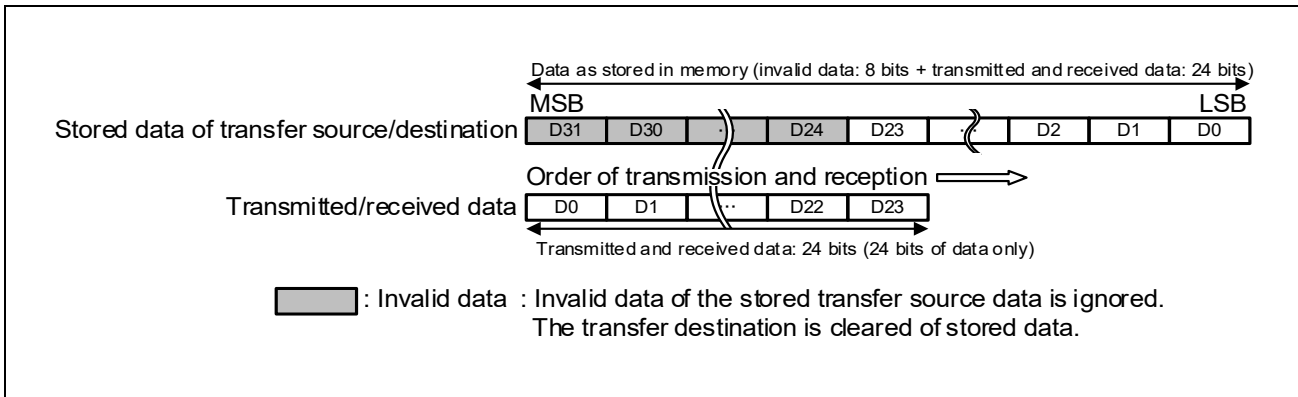 Data as stored in memory (invalid data: 8 bits + transmitted and received data: 24 bits)
MSB LSB
Stored data of transfer source/destination D31 D30 ... D24 D23 ... D2 D1 D0
Order of transmission and reception
Transmitted/received data D0 D1 ... D22 D23
Transmitted and received data: 24 bits (24 bits of data only)
: Invalid data : Invalid data of the stored transfer source data is ignored.
The transfer destination is cleared of stored data.